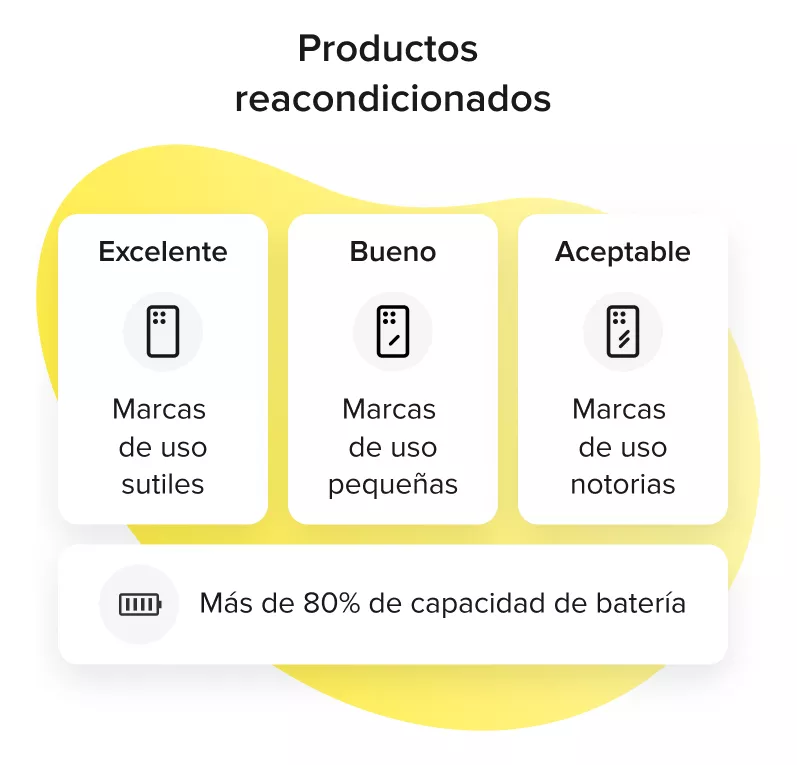 Productos
reacondicionados
Excelente
Marcas
de uso
sutiles
Bueno
Marcas
de uso
pequeñas
Aceptable
Marcas
de uso
notorias
Más de 80% de capacidad de batería